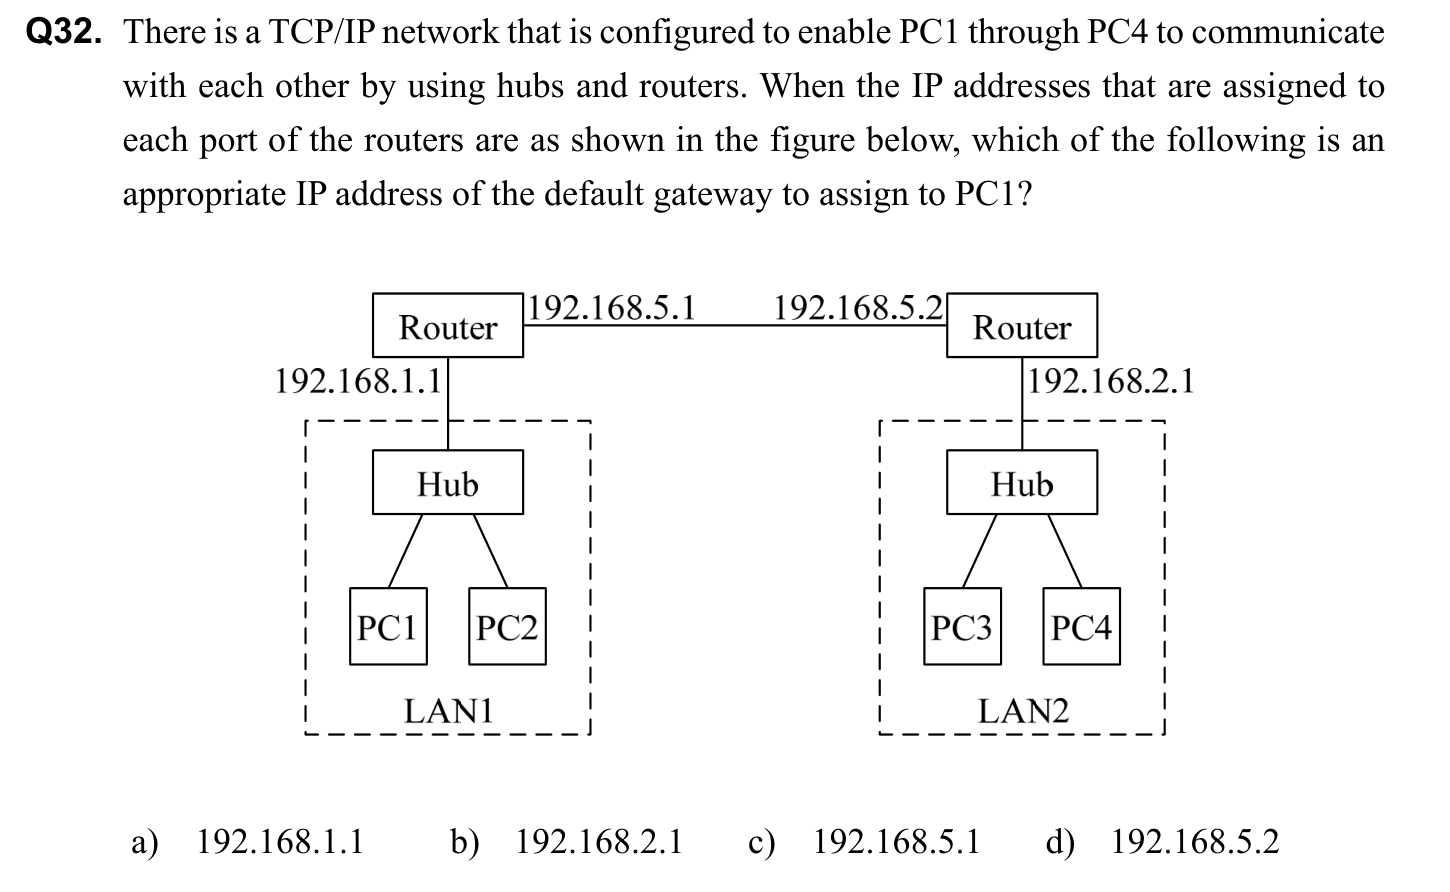 Q32. There is a TCP/IP network that is configured to enable PC1 through PC4 to communicate
with each other by using hubs and routers. When the IP addresses that are assigned to
each port of the routers are as shown in the figure below, which of the following is an
appropriate IP address of the default gateway to assign to PC1?
Router 192.168.5.1 192.168.5.2 Router
192.168.1.1 192.168.2.1
Hub Hub
PC1 PC2 PC3 PC4
LAN1 LAN2
a) 192.168.1.1 b) 192.168.2.1 c) 192.168.5.1 d) 192.168.5.2